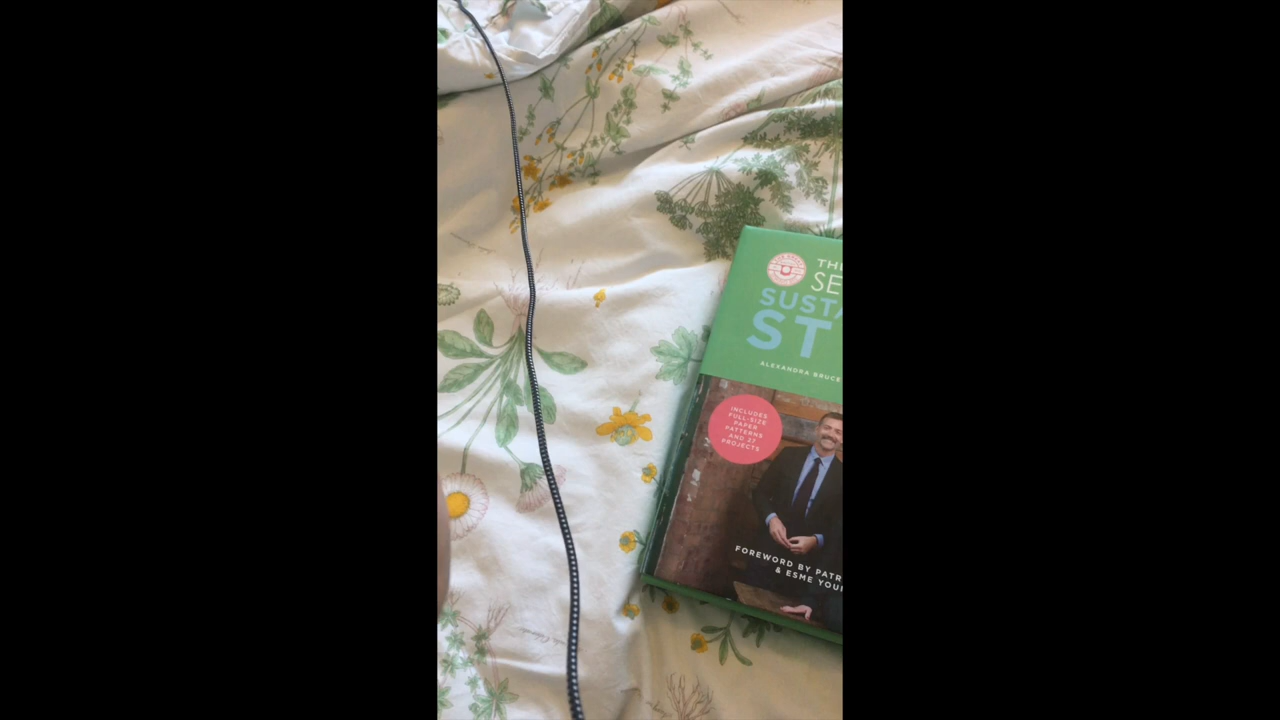 THE
SE
SUSTA
ST
ALEXANDRA BRUCE
INCLUDES
FULL-SIZE
PAPER
PATTERNS
AND 27
PROJECTS
FOREWORD BY PATR
& ESME YOU